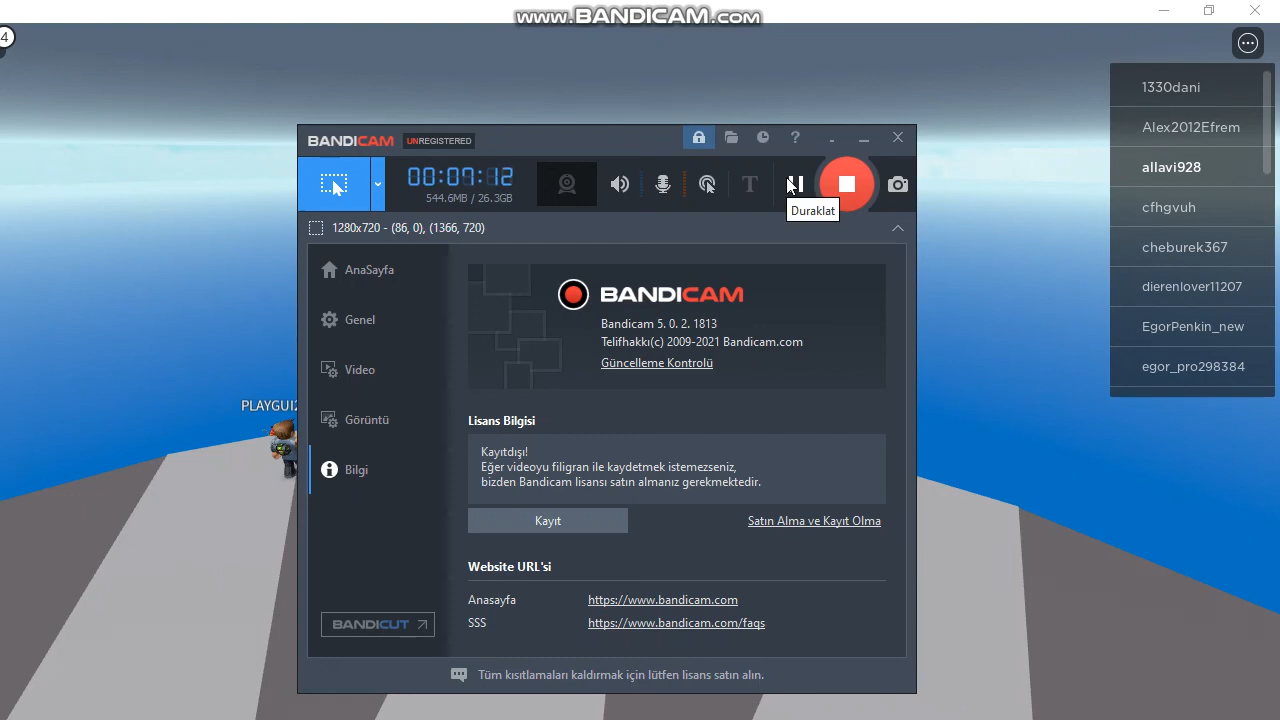 www.BANDICAM.com
4
1330dani
Alex2012Efrem
allavi928
cfhgvuh
cheburek367
dierenlover11207
EgorPenkin_new
egor_pro298384
BANDICAM UNREGISTERED
00:07:12
544.6MB / 26.3GB
T
Duraklat
1280x720 - (86, 0), (1366, 720)
AnaSayfa
Genel
Video
Görüntü
Bilgi
BANDICUT
BANDICAM
Bandicam 5. 0. 2. 1813
Telifhakkı(c) 2009-2021 Bandicam.com
Güncelleme Kontrolü
Lisans Bilgisi
Kayıtdışı!
Eğer videoyu filigran ile kaydetmek istemezseniz,
bizden Bandicam lisansı satın almanız gerekmektedir.
Kayıt
Satın Alma ve Kayıt Olma
Website URL'si
Anasayfa https://www.bandicam.com
SSS https://www.bandicam.com/faqs
Tüm kısıtlamaları kaldırmak için lütfen lisans satın alın.